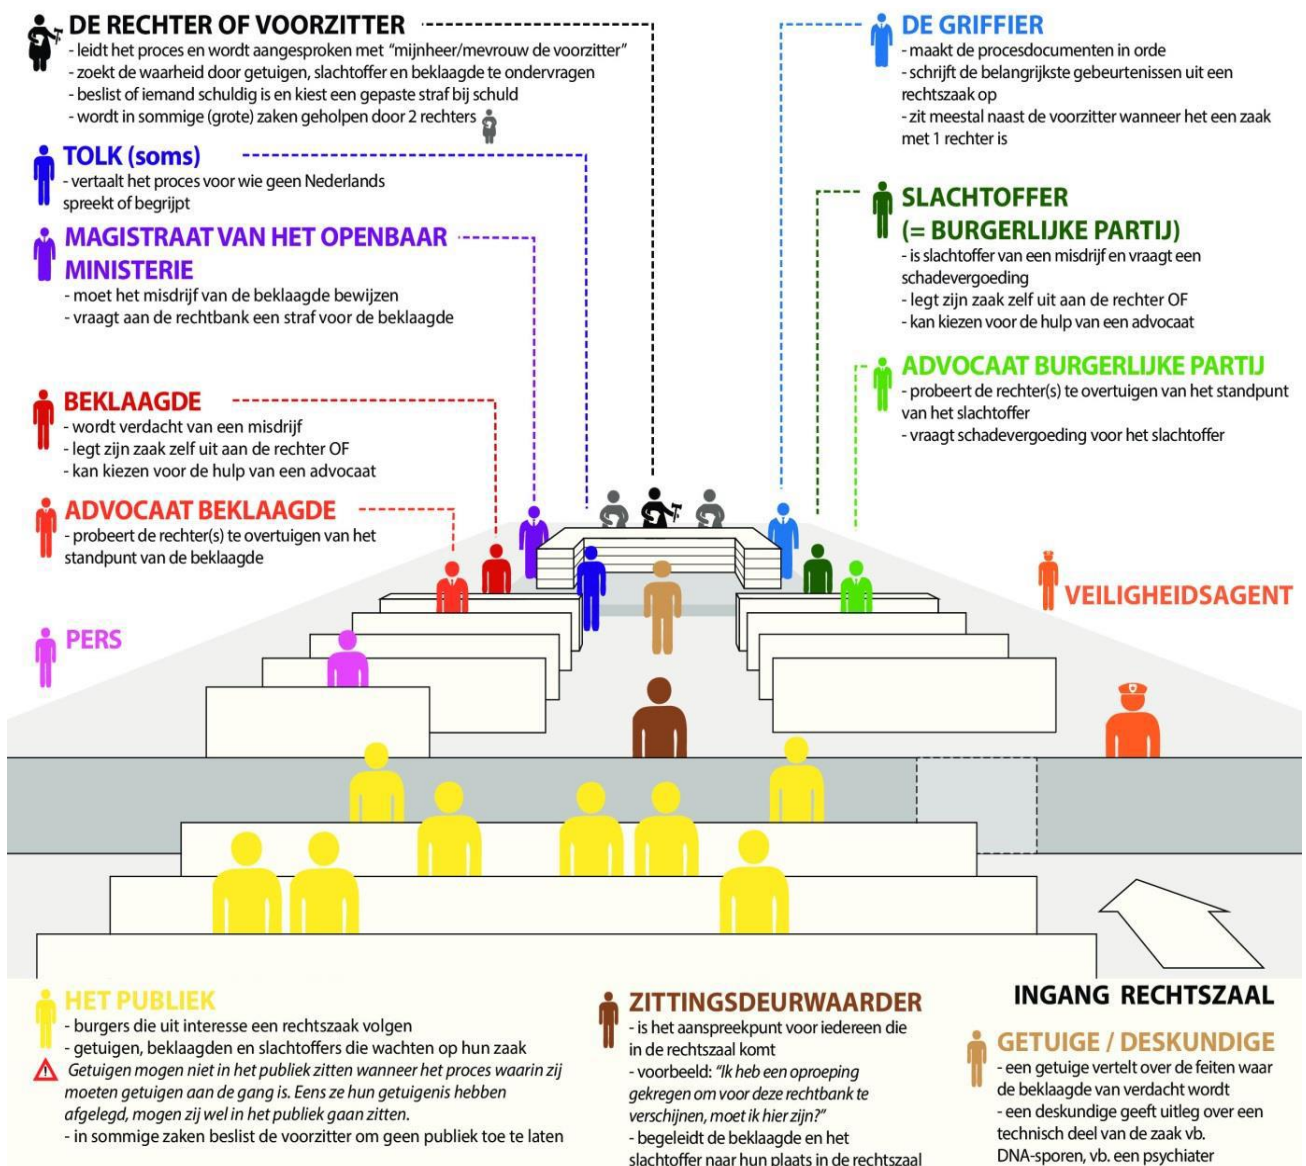 DE RECHTER OF VOORZITTER
- leidt het proces en wordt aangesproken met “mijnheer/mevrouw de voorzitter”
- zoekt de waarheid door getuigen, slachtoffer en beklaagde te ondervragen
- beslist of iemand schuldig is en kiest een gepaste straf bij schuld
- wordt in sommige (grote) zaken geholpen door 2 rechters
TOLK (soms)
- vertaalt het proces voor wie geen Nederlands
spreekt of begrijpt
MAGISTRAAT VAN HET OPENBAAR
MINISTERIE
- moet het misdrijf van de beklaagde bewijzen
- vraagt aan de rechtbank een straf voor de beklaagde
BEKLAAGDE
- wordt verdacht van een misdrijf
- legt zijn zaak zelf uit aan de rechter OF
- kan kiezen voor de hulp van een advocaat
ADVOCAAT BEKLAAGDE
- probeert de rechter(s) te overtuigen van het
standpunt van de beklaagde
PERS
DE GRIFFIER
- maakt de procesdocumenten in orde
- schrijft de belangrijkste gebeurtenissen uit een
rechtszaak op
- zit meestal naast de voorzitter wanneer het een zaak
met 1 rechter is
SLACHTOFFER
(= BURGERLIJKE PARTIJ)
- is slachtoffer van een misdrijf en vraagt een
schadevergoeding
- legt zijn zaak zelf uit aan de rechter OF
- kan kiezen voor de hulp van een advocaat
ADVOCAAT BURGERLIJKE PARTIJ
- probeert de rechter(s) te overtuigen van het standpunt
van het slachtoffer
- vraagt schadevergoeding voor het slachtoffer
VEILIGHEIDSAGENT
HET PUBLIEK
- burgers die uit interesse een rechtszaak volgen
- getuigen, beklaagden en slachtoffers die wachten op hun zaak
Getuigen mogen niet in het publiek zitten wanneer het proces waarin zij
moeten getuigen aan de gang is. Eens ze hun getuigenis hebben
afgelegd, mogen zij wel in het publiek gaan zitten.
- in sommige zaken beslist de voorzitter om geen publiek toe te laten
ZITTINGSDEURWAARDER
- is het aanspreekpunt voor iedereen die
in de rechtszaal komt
- voorbeeld: “Ik heb een oproeping
gekregen om voor deze rechtbank te
verschijnen, moet ik hier zijn?”
- begeleidt de beklaagde en het
slachtoffer naar hun plaats in de rechtszaal
INGANG RECHTSZAAL
GETUIGE / DESKUNDIGE
- een getuige vertelt over de feiten waar
de beklaagde van verdacht wordt
- een deskundige geeft uitleg over een
technisch deel van de zaak vb.
DNA-sporen, vb. een psychiater